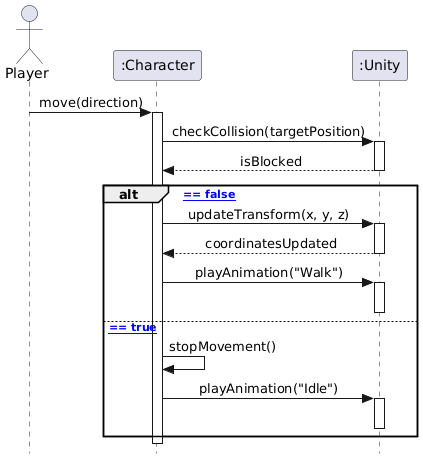 Player
:Character
:Unity
move(direction)
checkCollision(targetPosition)
isBlocked
alt
== false
updateTransform(x, y, z)
coordinatesUpdated
playAnimation("Walk")
== true
stopMovement()
playAnimation("Idle")